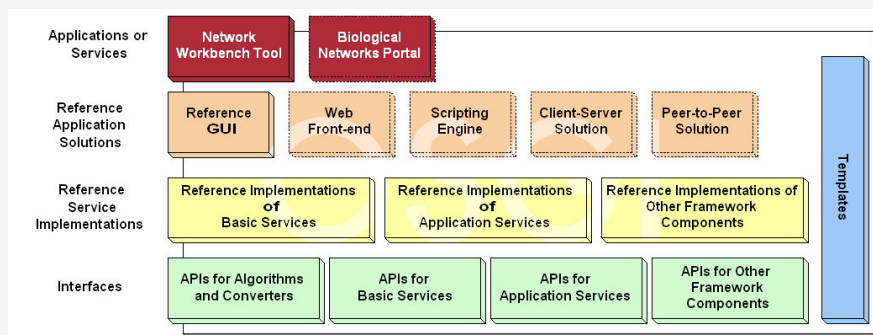 Applications or
Services
Network
Workbench Tool
Biological
Networks Portal
Reference
Application
Solutions
Reference
GUI
Web
Front-end
Scripting
Engine
Client-Server
Solution
Peer-to-Peer
Solution
Reference
Service
Implementations
Reference Implementations
of
Basic Services
Reference Implementations
of
Application Services
Reference Implementations of
Other Framework
Components
Interfaces
APIs for Algorithms
and Converters
APIs for
Basic Services
APIs for
Application Services
APIs for Other
Framework
Components
Templates